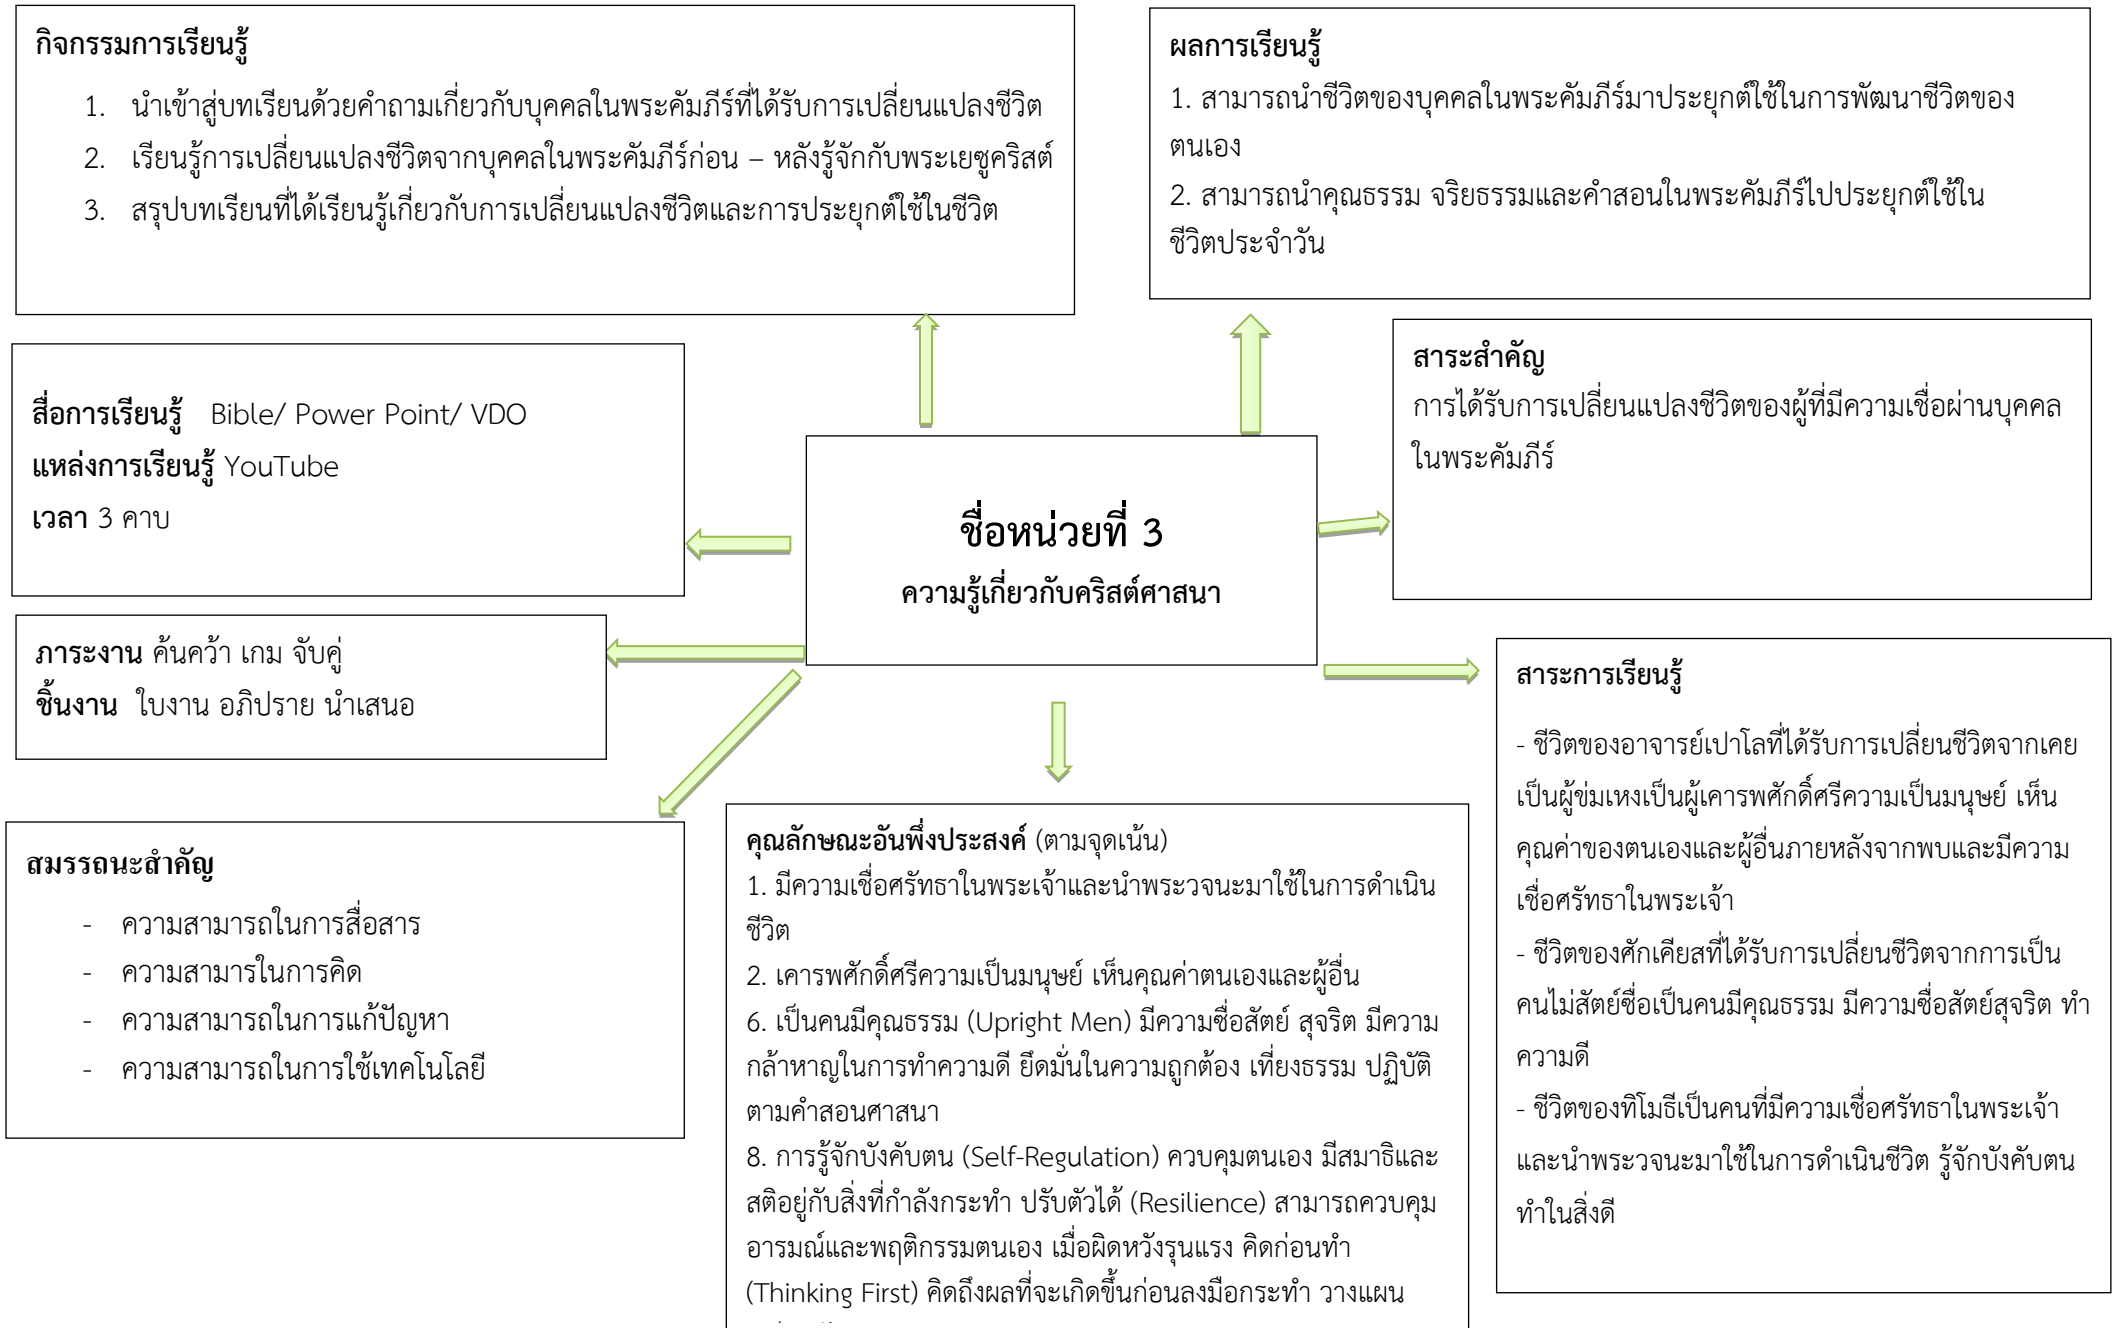 กิจกรรมการเรียนรู้
1. นำเข้าสู่บทเรียนด้วยคำถามเกี่ยวกับบุคคลในพระคัมภีร์ที่ได้รับการเปลี่ยนแปลงชีวิต
2. เรียนรู้การเปลี่ยนแปลงชีวิตจากบุคคลในพระคัมภีร์ก่อน – หลังรู้จักกับพระเยซูคริสต์
3. สรุปบทเรียนที่ได้เรียนรู้เกี่ยวกับการเปลี่ยนแปลงชีวิตและการประยุกต์ใช้ในชีวิต
ผลการเรียนรู้
1. สามารถนำชีวิตของบุคคลในพระคัมภีร์มาประยุกต์ใช้ในการพัฒนาชีวิตของ
ตนเอง
2. สามารถนำคุณธรรม จริยธรรมและคำสอนในพระคัมภีร์ไปประยุกต์ใช้ใน
ชีวิตประจำวัน
สื่อการเรียนรู้ Bible/ Power Point/ VDO
แหล่งการเรียนรู้ YouTube
เวลา 3 คาบ
สาระสำคัญ
การได้รับการเปลี่ยนแปลงชีวิตของผู้ที่มีความเชื่อผ่านบุคคล
ในพระคัมภีร์
ชื่อหน่วยที่ 3
ความรู้เกี่ยวกับคริสต์ศาสนา
ภาระงาน ค้นคว้า เกม จับคู่
ชิ้นงาน ใบงาน อภิปราย นำเสนอ
สาระการเรียนรู้
- ชีวิตของอาจารย์เปาโลที่ได้รับการเปลี่ยนชีวิตจากเคย
เป็นผู้ข่มเหงเป็นผู้เคารพศักดิ์ศรีความเป็นมนุษย์ เห็น
คุณค่าของตนเองและผู้อื่นภายหลังจากพบและมีความ
เชื่อศรัทธาในพระเจ้า
- ชีวิตของศักเคียสที่ได้รับการเปลี่ยนชีวิตจากการเป็น
คนไม่สัตย์ซื่อเป็นคนมีคุณธรรม มีความซื่อสัตย์สุจริต ทำ
ความดี
- ชีวิตของทิโมธีเป็นคนที่มีความเชื่อศรัทธาในพระเจ้า
และนำพระวจนะมาใช้ในการดำเนินชีวิต รู้จักบังคับตน
ทำในสิ่งดี
สมรรถนะสำคัญ
- ความสามารถในการสื่อสาร
- ความสามารในการคิด
- ความสามารถในการแก้ปัญหา
- ความสามารถในการใช้เทคโนโลยี
คุณลักษณะอันพึ่งประสงค์ (ตามจุดเน้น)
1. มีความเชื่อศรัทธาในพระเจ้าและนำพระวจนะมาใช้ในการดำเนิน
ชีวิต
2. เคารพศักดิ์ศรีความเป็นมนุษย์ เห็นคุณค่าตนเองและผู้อื่น
6. เป็นคนมีคุณธรรม (Upright Men) มีความซื่อสัตย์ สุจริต มีความ
กล้าหาญในการทำความดี ยึดมั่นในความถูกต้อง เที่ยงธรรม ปฏิบัติ
ตามคำสอนศาสนา
8. การรู้จักบังคับตน (Self-Regulation) ควบคุมตนเอง มีสมาธิและ
สติอยู่กับสิ่งที่กำลังกระทำ ปรับตัวได้ (Resilience) สามารถควบคุม
อารมณ์และพฤติกรรมตนเอง เมื่อผิดหวังรุนแรง คิดก่อนทำ
(Thinking First) คิดถึงผลที่จะเกิดขึ้นก่อนลงมือกระทำ วางแผน